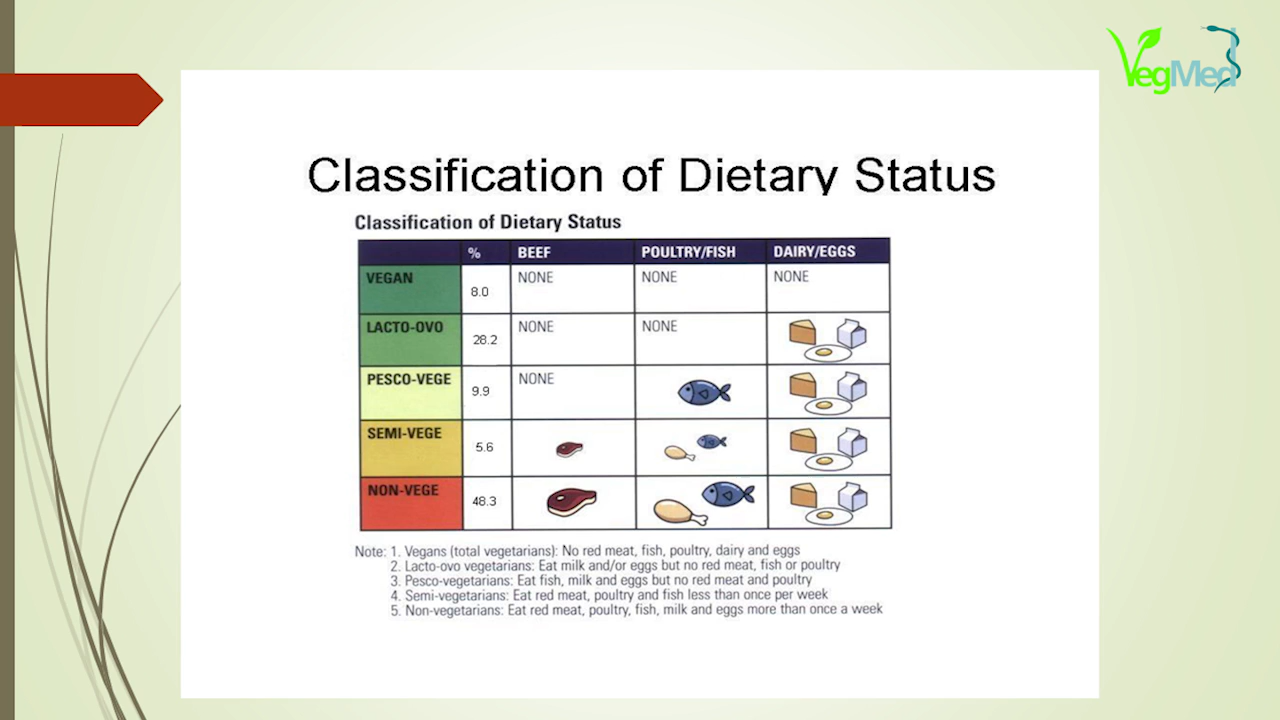 VegMed
Classification of Dietary Status
Classification of Dietary Status
% BEEF POULTRY/FISH DAIRY/EGGS
VEGAN 8.0 NONE NONE NONE
LACTO-OVO 28.2 NONE NONE
PESCO-VEGE 9.9 NONE
SEMI-VEGE 5.6
NON-VEGE 48.3
Note: 1. Vegans (total vegetarians): No red meat, fish, poultry, dairy and eggs
2. Lacto-ovo vegetarians: Eat milk and/or eggs but no red meat, fish or poultry
3. Pesco-vegetarians: Eat fish, milk and eggs but no red meat and poultry
4. Semi-vegetarians: Eat red meat, poultry and fish less than once per week
5. Non-vegetarians: Eat red meat, poultry, fish, milk and eggs more than once a week